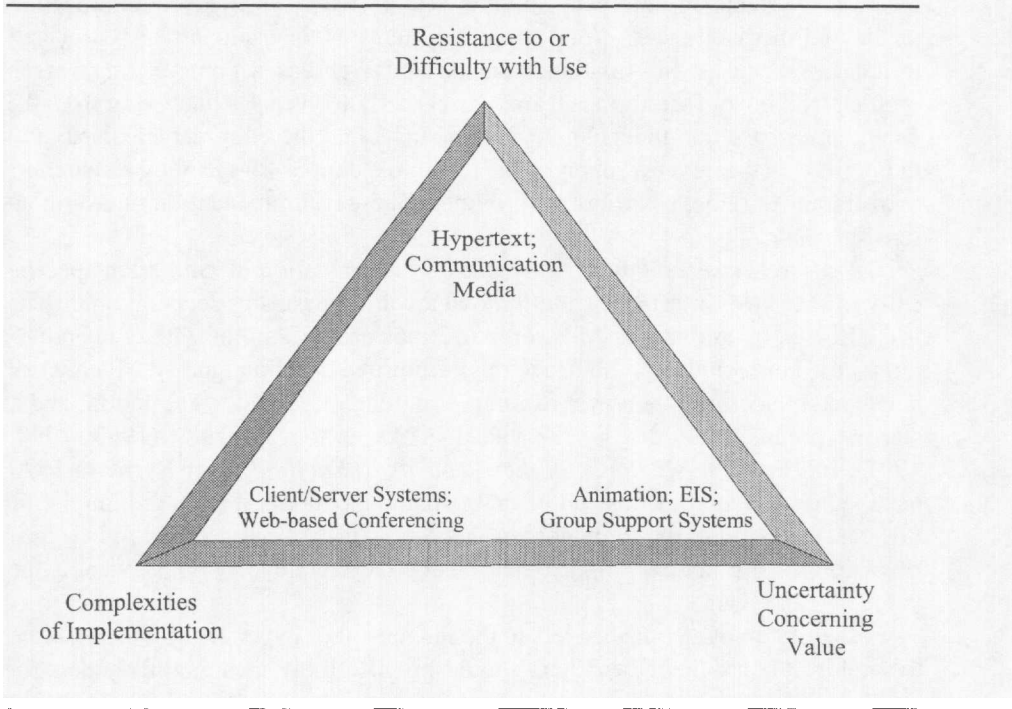 Resistance to or
Difficulty with Use
Hypertext;
Communication
Media
Client/Server Systems;
Web-based Conferencing
Animation; EIS;
Group Support Systems
Complexities
of Implementation
Uncertainty
Concerning
Value